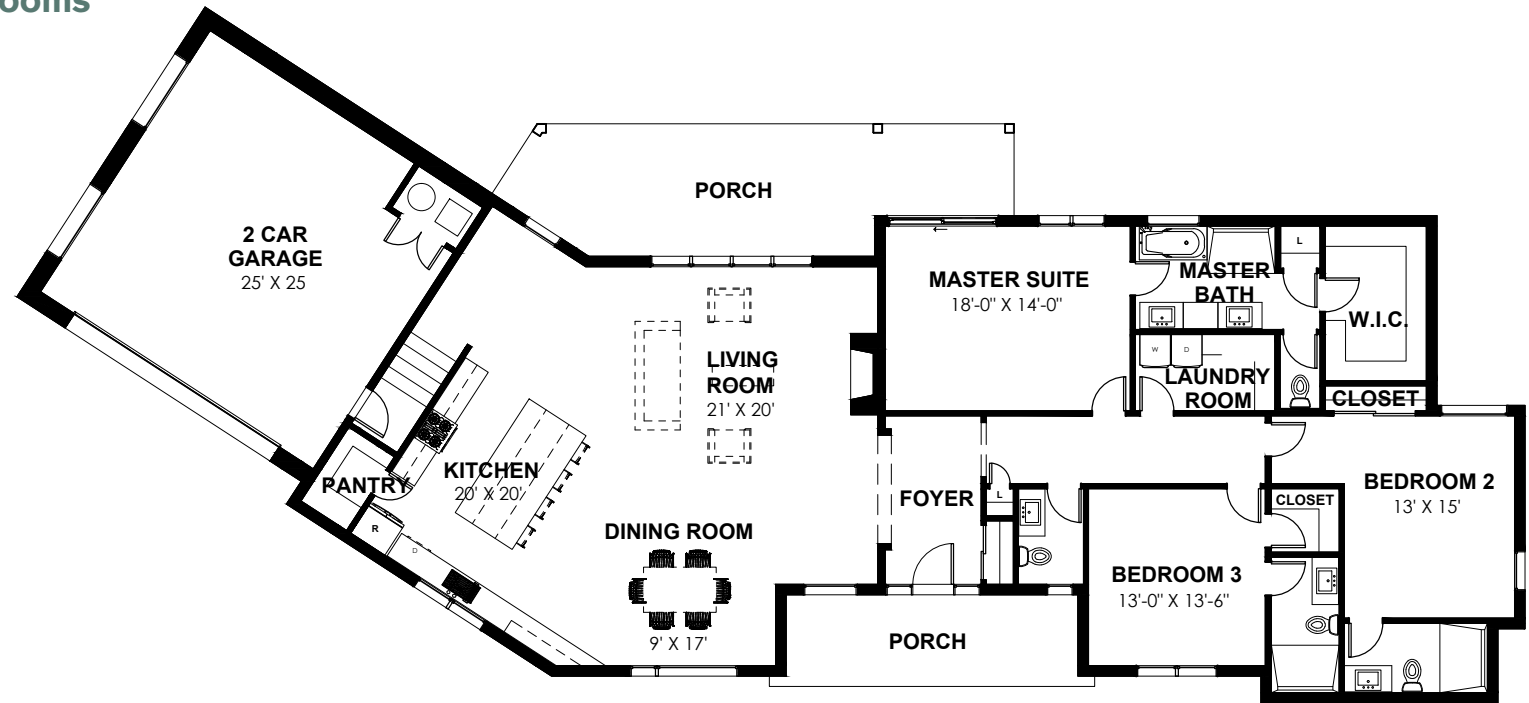 ooms
PORCH
2 CAR
GARAGE
25' X 25
MASTER SUITE
18'-0" X 14'-0"
MASTER
BATH
L
W.I.C.
LIVING
ROOM
21' X 20'
W
D
LAUNDRY
ROOM
CLOSET
PANTRY
KITCHEN
20' X 20'
R
D
FOYER
L
CLOSET
BEDROOM 2
13' X 15'
DINING ROOM
9' X 17'
BEDROOM 3
13'-0" X 13'-6"
PORCH